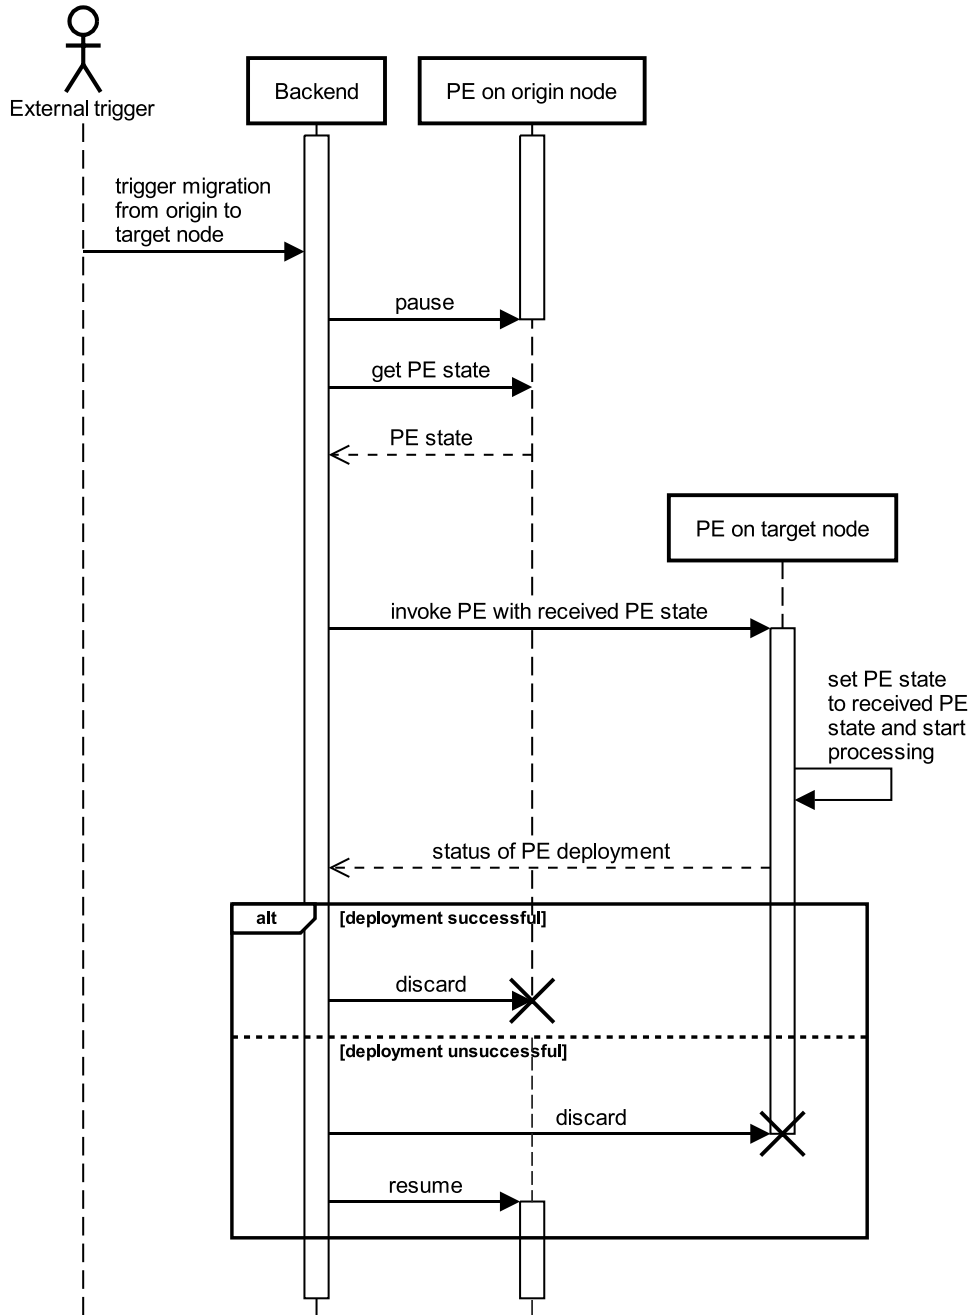 External trigger
Backend
PE on origin node
trigger migration
from origin to
target node
pause
get PE state
PE state
PE on target node
invoke PE with received PE state
set PE state
to received PE
state and start
processing
status of PE deployment
alt
[deployment successful]
discard
[deployment unsuccessful]
discard
resume